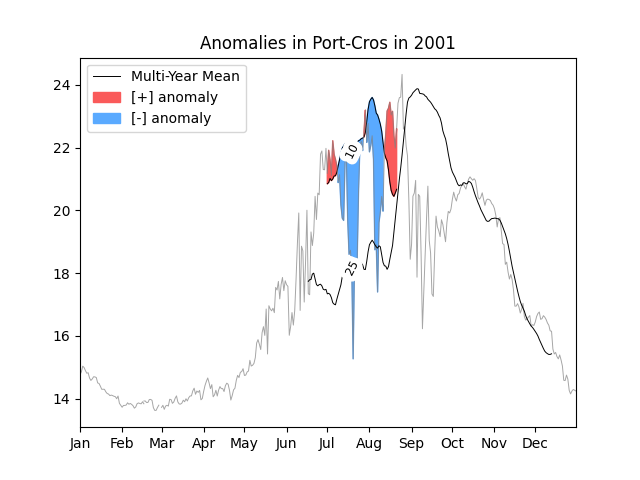 Anomalies in Port-Cros in 2001
Multi-Year Mean
[+] anomaly
[-] anomaly
24
22
20
18
16
14
10
25
Jan Feb Mar Apr May Jun Jul Aug Sep Oct Nov Dec